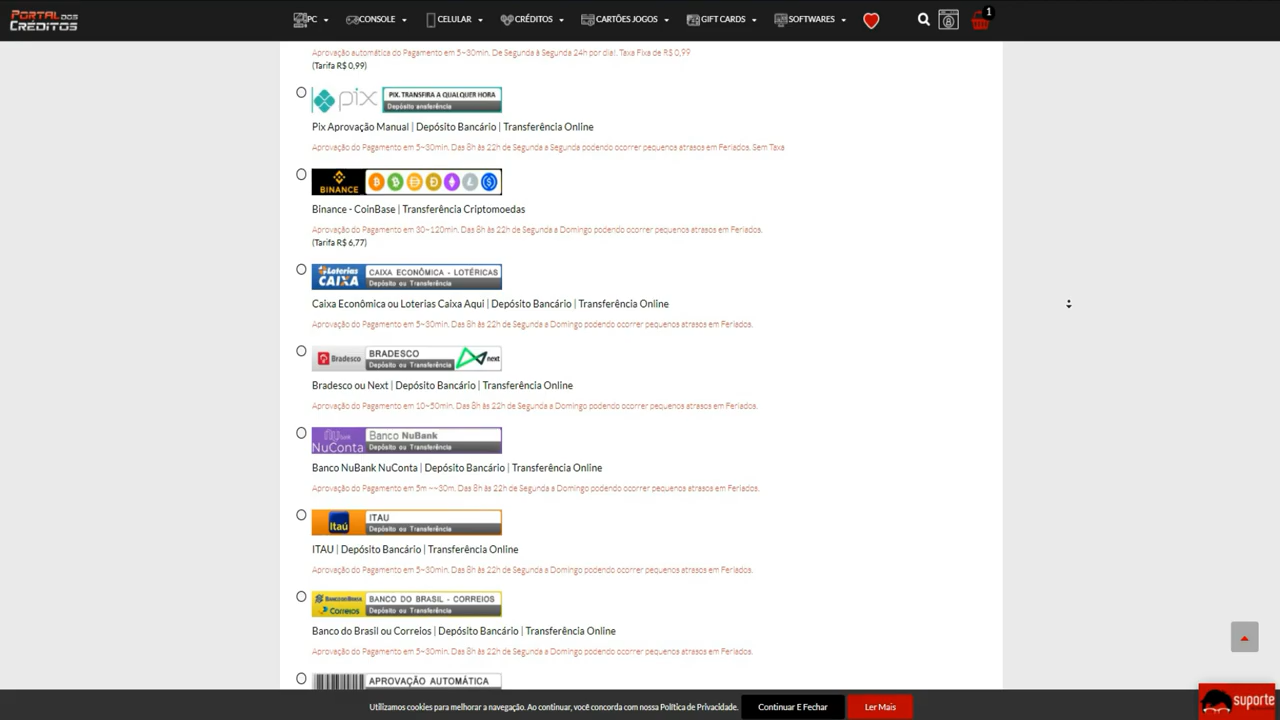 PORTAL DOS
CRÉDITOS
PC
CONSOLE
CELULAR
CRÉDITOS
CARTÕES JOGOS
GIFT CARDS
SOFTWARES
1
Aprovação automática do Pagamento em 5~30min. De Segunda à Segunda 24h por dia!. Taxa Fixa de R$ 0,99
(Tarifa R$ 0,99)
pix
PIX. TRANSFIRA A QUALQUER HORA
Depósito ansferência
Pix Aprovação Manual | Depósito Bancário | Transferência Online
Aprovação do Pagamento em 5~30min. Das 8h às 22h de Segunda a Segunda podendo ocorrer pequenos atrasos em Feriados. Sem Taxa
BINANCE
Binance - CoinBase | Transferência Criptomoedas
Aprovação do Pagamento em 30~120min. Das 8h às 22h de Segunda a Domingo podendo ocorrer pequenos atrasos em Feriados.
(Tarifa R$ 6,77)
Loterias
CAIXA
CAIXA ECONÔMICA - LOTÉRICAS
Depósito ou Transferência
Caixa Econômica ou Loterias Caixa Aqui | Depósito Bancário | Transferência Online
Aprovação do Pagamento em 5~30min. Das 8h às 22h de Segunda a Domingo podendo ocorrer pequenos atrasos em Feriados.
Bradesco
BRADESCO
Depósito ou Transferência
next
Bradesco ou Next | Depósito Bancário | Transferência Online
Aprovação do Pagamento em 10~50min. Das 8h às 22h de Segunda a Domingo podendo ocorrer pequenos atrasos em Feriados.
NuConta
Banco NuBank
Depósito ou Transferência
Banco NuBank NuConta | Depósito Bancário | Transferência Online
Aprovação do Pagamento em 5m ~~30m. Das 8h às 22h de Segunda a Domingo podendo ocorrer pequenos atrasos em Feriados.
Itaú
ITAU
Depósito ou Transferência
ITAU | Depósito Bancário | Transferência Online
Aprovação do Pagamento em 5~30min. Das 8h às 22h de Segunda a Domingo podendo ocorrer pequenos atrasos em Feriados.
Correios
BANCO DO BRASIL - CORREIOS
Depósito ou Transferência
Banco do Brasil ou Correios | Depósito Bancário | Transferência Online
Aprovação do Pagamento em 5~30min. Das 8h às 22h de Segunda a Domingo podendo ocorrer pequenos atrasos em Feriados.
APROVAÇÃO AUTOMÁTICA
Utilizamos cookies para melhorar a navegação. Ao continuar, você concorda com nossa Política de Privacidade.
Continuar E Fechar
Ler Mais
suporte